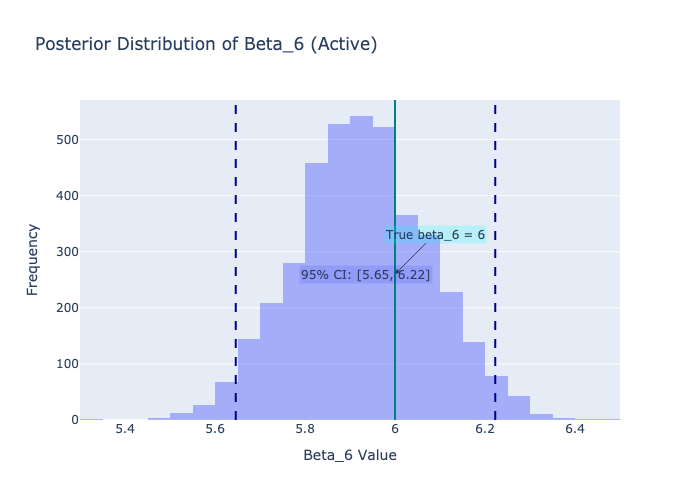 Posterior Distribution of Beta_6 (Active)
500
400
300
200
100
0
Frequency
True beta_6 = 6
95% CI: [5.65, 6.22]
5.4
5.6
5.8
6
6.2
6.4
Beta_6 Value